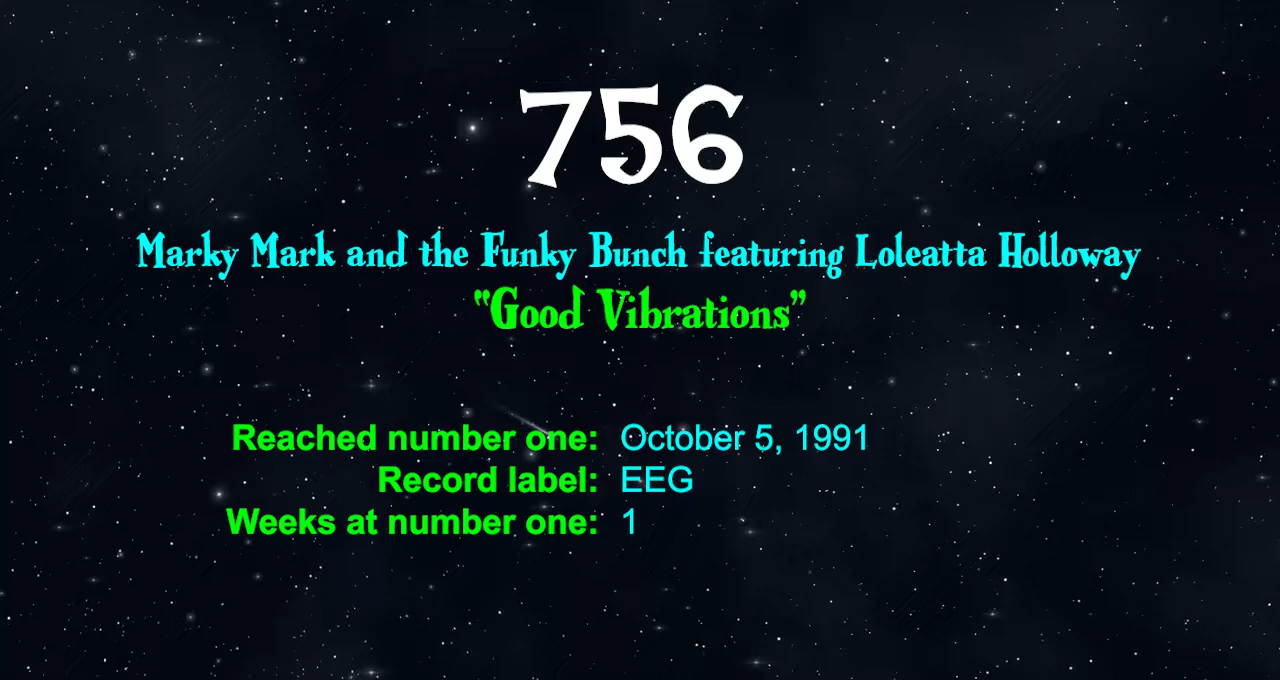 756
Marky Mark and the Funky Bunch featuring Loleatta Holloway
"Good Vibrations"
Reached number one: October 5, 1991
Record label: EEG
Weeks at number one: 1